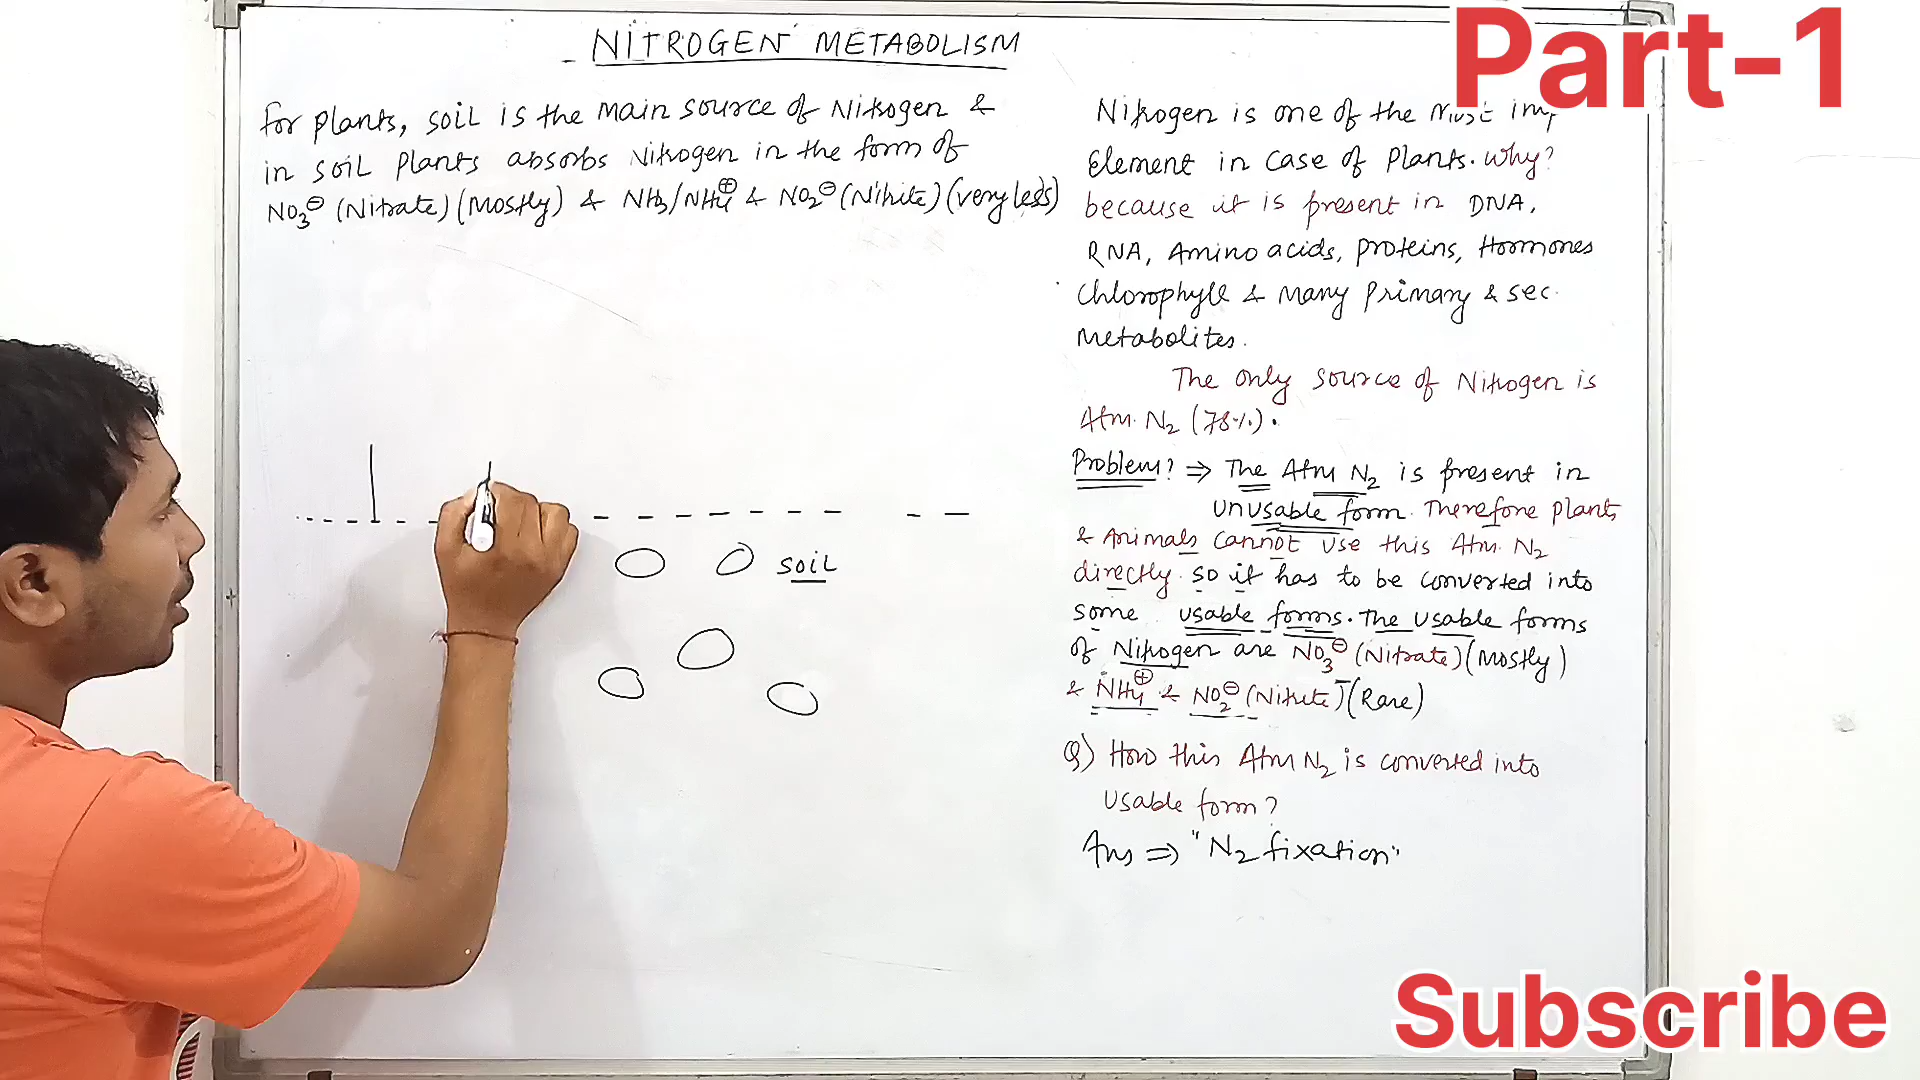 NITROGEN METABOLISM
For plants, soil is the main source of Nitrogen &
in soil plants absorbs Nitrogen in the form of
NO3⊖ (Nitrate) (Mostly) & NH3/NH4⊕ & NO2⊖ (Nitrite) (very less)
soil
Part-1
Nitrogen is one of the Most imp
Element in case of Plants. Why?
because it is present in DNA,
RNA, Amino acids, proteins, Hormones
Chlorophyll & Many Primary & sec.
Metabolites.
The only source of Nitrogen is
Atm. N2 (78%).
Problem? ⇒ The Atm N2 is present in
unusable form. Therefore plants
& Animals cannot use this Atm. N2
directly. so it has to be converted into
some usable forms. The usable forms
of Nitrogen are NO3⊖ (Nitrate) (Mostly)
& NH4⊕ & NO2⊖ (Nitrite) (Rare)
Q) How this Atm N2 is converted into
usable form?
Ans ⇒ "N2 fixation"
Subscribe